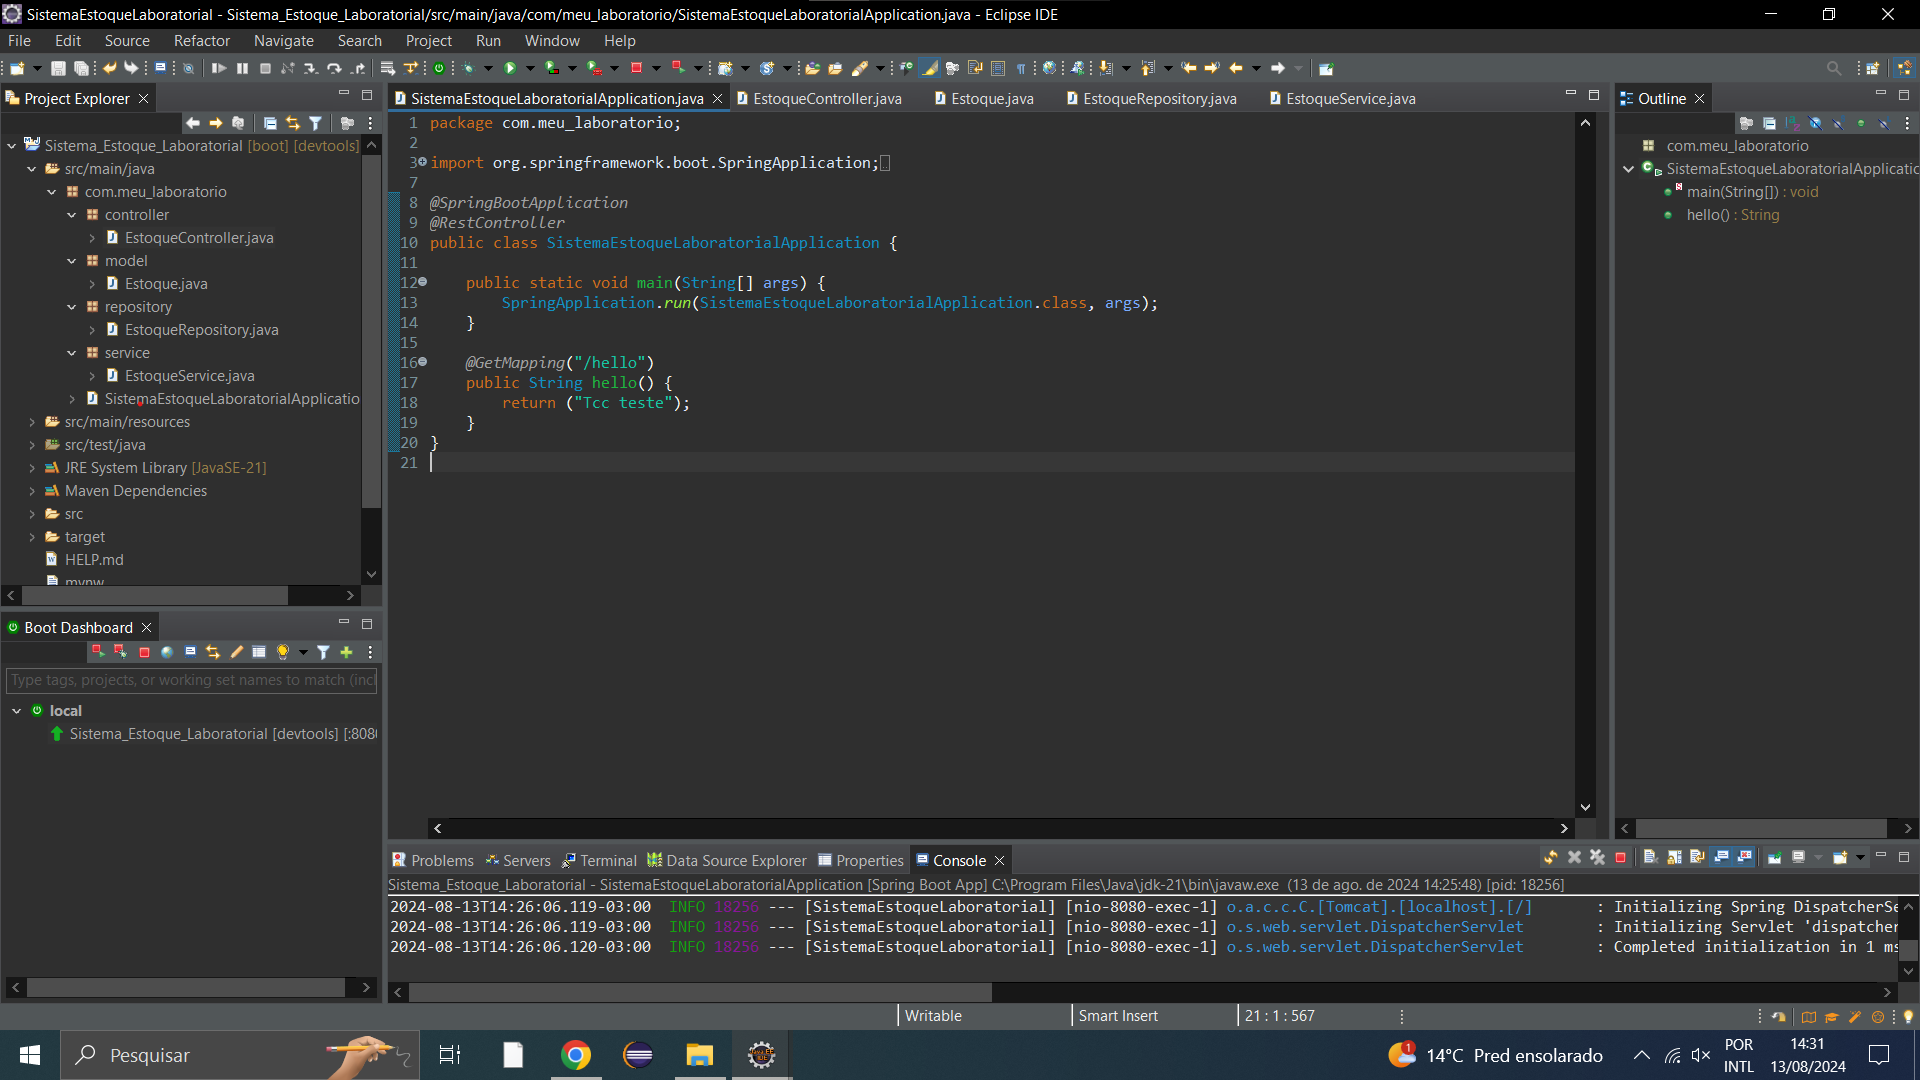 SistemaEstoqueLaboratorial - Sistema_Estoque_Laboratorial/src/main/java/com/meu_laboratorio/SistemaEstoqueLaboratorialApplication.java - Eclipse IDE
File Edit Source Refactor Navigate Search Project Run Window Help
Project Explorer
Sistema_Estoque_Laboratorial [boot] [devtools]
src/main/java
com.meu_laboratorio
controller
EstoqueController.java
model
Estoque.java
repository
EstoqueRepository.java
service
EstoqueService.java
SistemaEstoqueLaboratorialApplicatio
src/main/resources
src/test/java
JRE System Library [JavaSE-21]
Maven Dependencies
src
target
HELP.md
mvnw
Boot Dashboard
Type tags, projects, or working set names to match (incl
local
Sistema_Estoque_Laboratorial [devtools] [:808
SistemaEstoqueLaboratorialApplication.java EstoqueController.java Estoque.java EstoqueRepository.java EstoqueService.java
1 package com.meu_laboratorio;
2
3 import org.springframework.boot.SpringApplication;
7
8 @SpringBootApplication
9 @RestController
10 public class SistemaEstoqueLaboratorialApplication {
11
12 public static void main(String[] args) {
13 SpringApplication.run(SistemaEstoqueLaboratorialApplication.class, args);
14 }
15
16 @GetMapping("/hello")
17 public String hello() {
18 return ("Tcc teste");
19 }
20 }
21
Outline
com.meu_laboratorio
SistemaEstoqueLaboratorialApplicatic
main(String[]) : void
hello() : String
Problems Servers Terminal Data Source Explorer Properties Console
Sistema_Estoque_Laboratorial - SistemaEstoqueLaboratorialApplication [Spring Boot App] C:\Program Files\Java\jdk-21\bin\javaw.exe (13 de ago. de 2024 14:25:48) [pid: 18256]
2024-08-13T14:26:06.119-03:00 INFO 18256 --- [SistemaEstoqueLaboratorial] [nio-8080-exec-1] o.a.c.c.C.[Tomcat].[localhost].[/] : Initializing Spring DispatcherSe
2024-08-13T14:26:06.119-03:00 INFO 18256 --- [SistemaEstoqueLaboratorial] [nio-8080-exec-1] o.s.web.servlet.DispatcherServlet : Initializing Servlet 'dispatcher
2024-08-13T14:26:06.120-03:00 INFO 18256 --- [SistemaEstoqueLaboratorial] [nio-8080-exec-1] o.s.web.servlet.DispatcherServlet : Completed initialization in 1 ms
Writable Smart Insert 21 : 1 : 567
Pesquisar
1
14°C Pred ensolarado
POR
INTL
14:31
13/08/2024